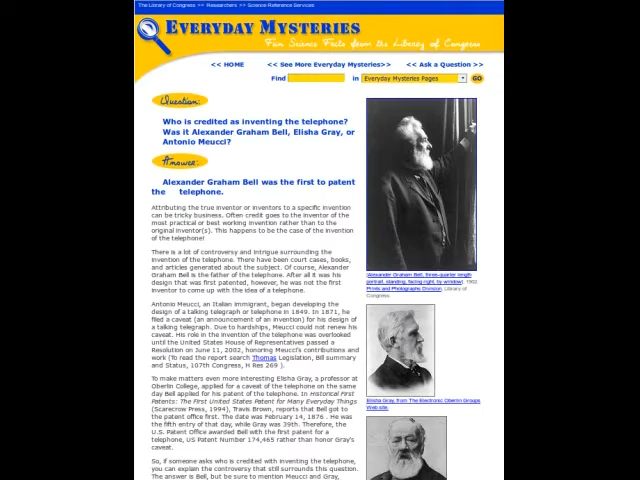 The Library of Congress >> Researchers >> Science Reference Services
EVERYDAY MYSTERIES
Fun Science Facts from the Library of Congress
<< HOME << See More Everyday Mysteries>> << Ask a Question >>
Find in Everyday Mysteries Pages GO
Question:
Who is credited as inventing the telephone?
Was it Alexander Graham Bell, Elisha Gray, or
Antonio Meucci?
Answer:
Alexander Graham Bell was the first to patent
the telephone.
Attributing the true inventor or inventors to a specific invention
can be tricky business. Often credit goes to the inventor of the
most practical or best working invention rather than to the
original inventor(s). This happens to be the case of the invention
of the telephone!
There is a lot of controversy and intrigue surrounding the
invention of the telephone. There have been court cases, books,
and articles generated about the subject. Of course, Alexander
Graham Bell is the father of the telephone. After all it was his
design that was first patented, however, he was not the first
inventor to come up with the idea of a telephone.
Antonio Meucci, an Italian immigrant, began developing the
design of a talking telegraph or telephone in 1849. In 1871, he
filed a caveat (an announcement of an invention) for his design of
a talking telegraph. Due to hardships, Meucci could not renew his
caveat. His role in the invention of the telephone was overlooked
until the United States House of Representatives passed a
Resolution on June 11, 2002, honoring Meucci's contributions and
work (To read the report search Thomas Legislation, Bill summary
and Status, 107th Congress, H Res 269 ).
To make matters even more interesting Elisha Gray, a professor at
Oberlin College, applied for a caveat of the telephone on the same
day Bell applied for his patent of the telephone. In Historical First
Patents: The First United States Patent for Many Everyday Things
(Scarecrow Press, 1994), Travis Brown, reports that Bell got to
the patent office first. The date was February 14, 1876 . He was
the fifth entry of that day, while Gray was 39th. Therefore, the
U.S. Patent Office awarded Bell with the first patent for a
telephone, US Patent Number 174,465 rather than honor Gray's
caveat.
So, if someone asks who is credited with inventing the telephone,
you can explain the controversy that still surrounds this question.
The answer is Bell, but be sure to mention Meucci and Gray,
(Alexander Graham Bell, three-quarter length
portrait, standing, facing right, by window). 1902.
Prints and Photographs Division, Library of
Congress.
Elisha Gray, from The Electronic Oberlin Groups
Web site.